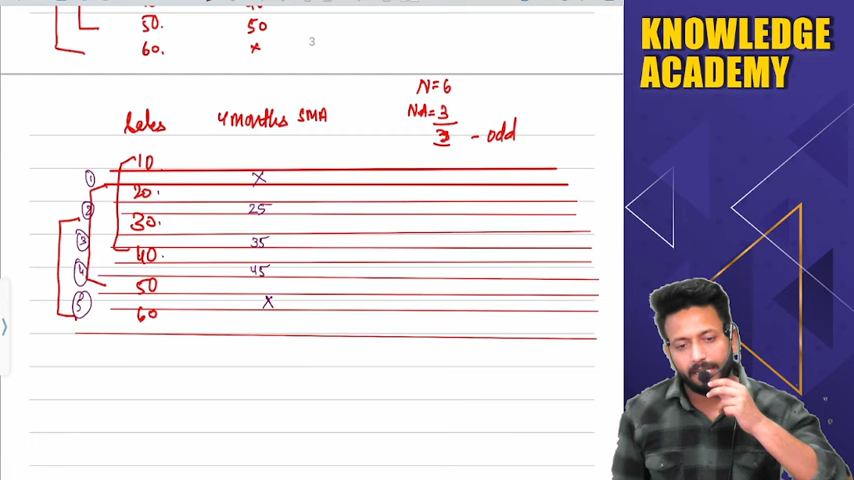 KNOWLEDGE
ACADEMY
50. 50
60. x
3
N=6
NA=3
3 - odd
Sales 4 months SMA
10
① x
20.
② 25
30.
③ 35
40.
④ 45
50
⑤ x
60